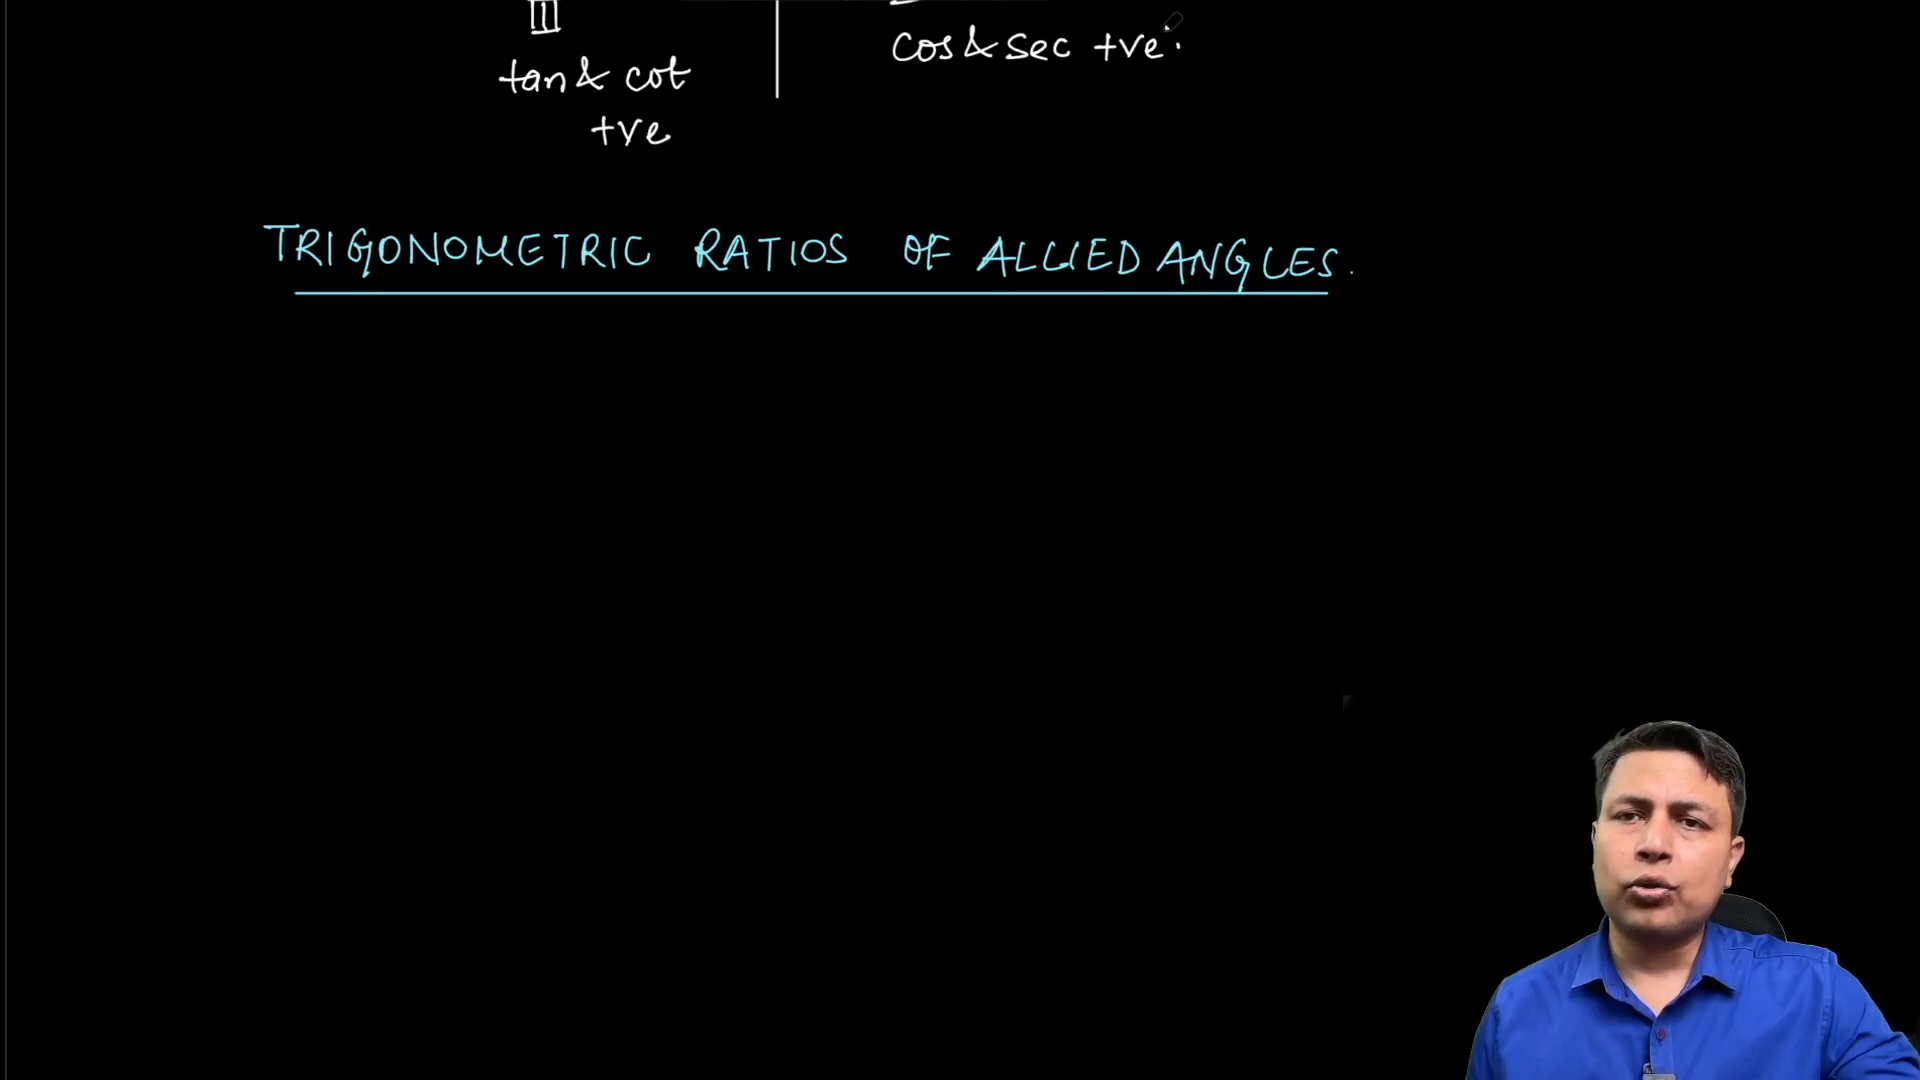 III
tan & cot
+ve
cos & sec +ve.
TRIGONOMETRIC RATIOS OF ALLIED ANGLES.